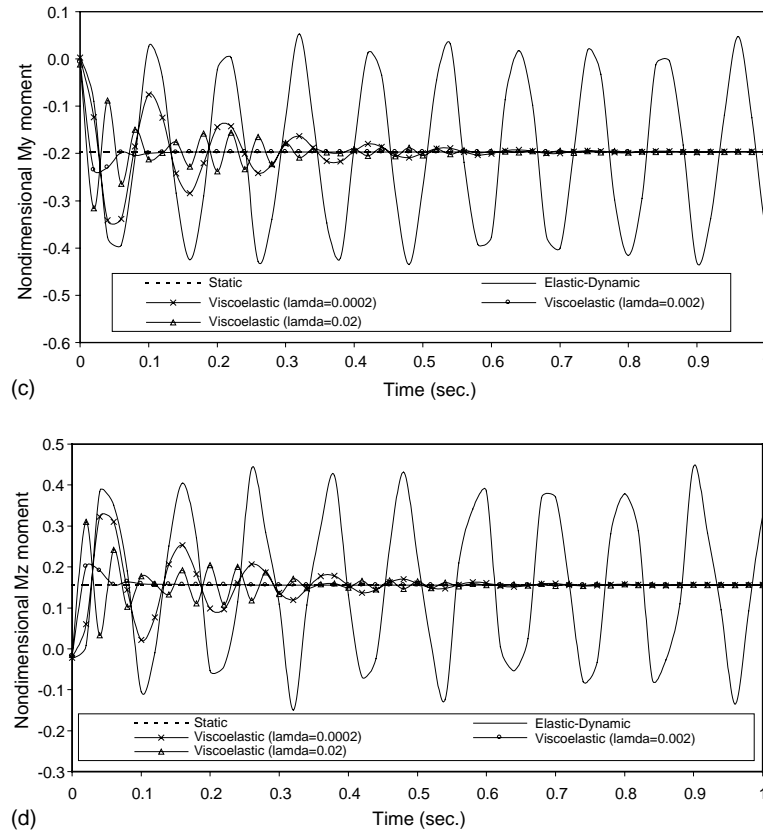 0.1
0.0
-0.1
-0.2
-0.3
-0.4
-0.5
-0.6
Nondimensional My moment
Static
Elastic-Dynamic
Viscoelastic (lamda=0.0002)
Viscoelastic (lamda=0.002)
Viscoelastic (lamda=0.02)
0 0.1 0.2 0.3 0.4 0.5 0.6 0.7 0.8 0.9
Time (sec.)
(c)
0.5
0.4
0.3
0.2
0.1
0.0
-0.1
-0.2
-0.3
Nondimensional Mz moment
Static
Elastic-Dynamic
Viscoelastic (lamda=0.0002)
Viscoelastic (lamda=0.002)
Viscoelastic (lamda=0.02)
0 0.1 0.2 0.3 0.4 0.5 0.6 0.7 0.8 0.9 1
Time (sec.)
(d)